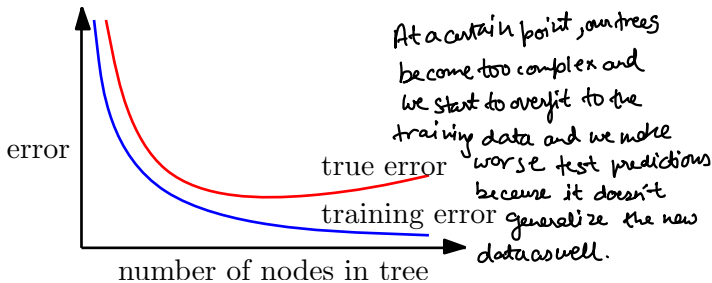 At a certain point, our trees
become too complex and
we start to overfit to the
training data and we make
worse test predictions
because it doesn't
generalize the new
data as well.
error
true error
training error
number of nodes in tree